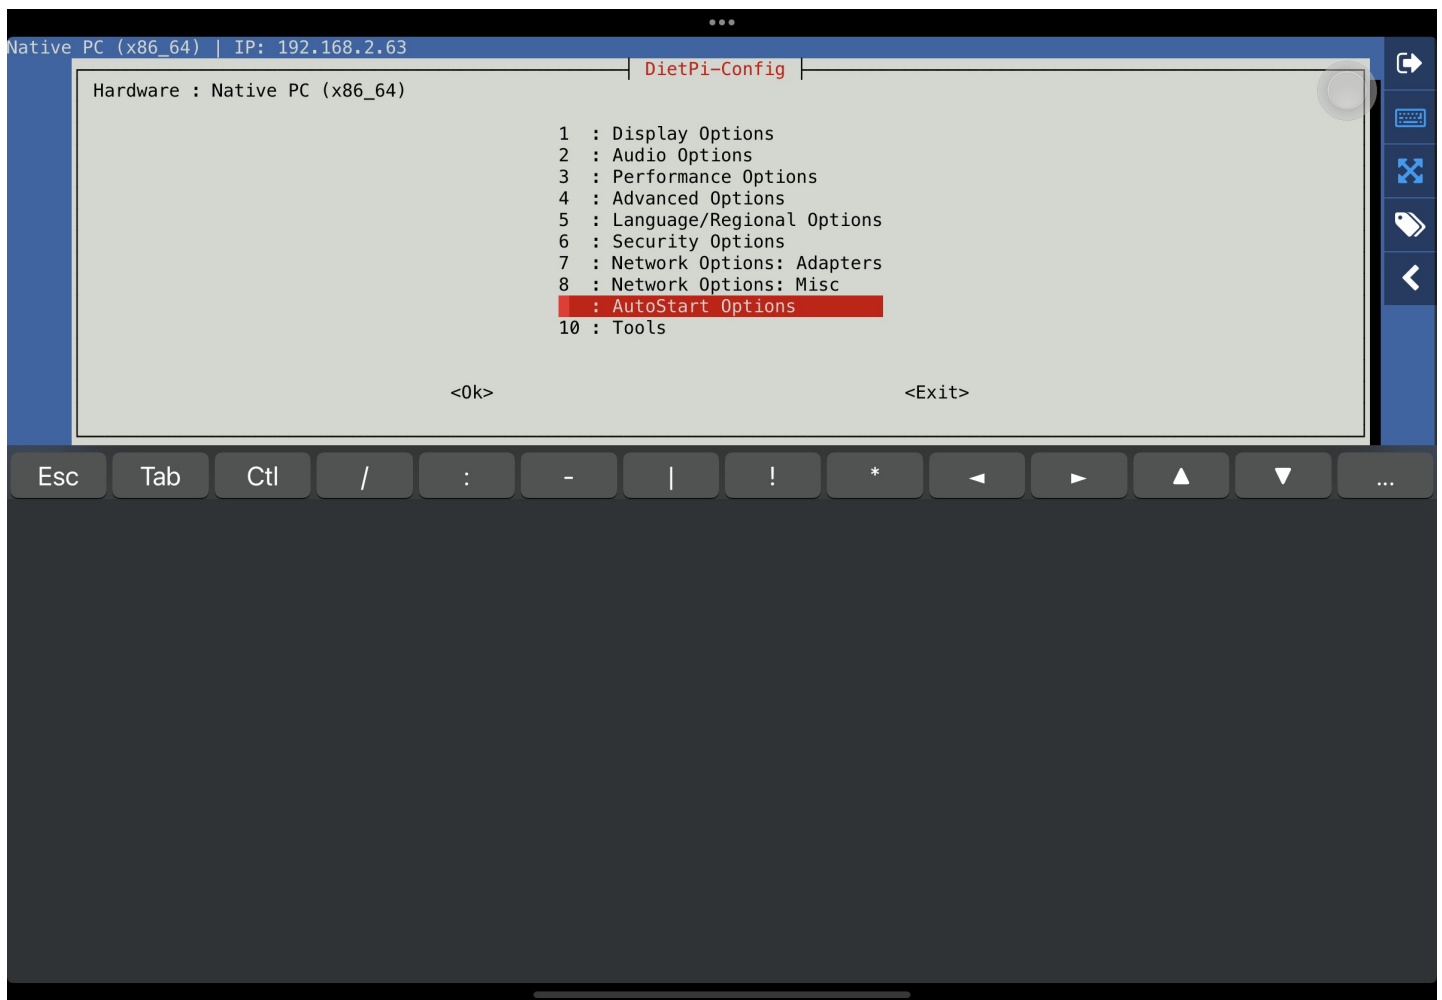 Native PC (x86_64) | IP: 192.168.2.63
DietPi-Config
Hardware : Native PC (x86_64)
1 : Display Options
2 : Audio Options
3 : Performance Options
4 : Advanced Options
5 : Language/Regional Options
6 : Security Options
7 : Network Options: Adapters
8 : Network Options: Misc
: AutoStart Options
10 : Tools
<Ok> <Exit>
Esc Tab Ctl / : - | ! * ◄ ► ▲ ▼ ...